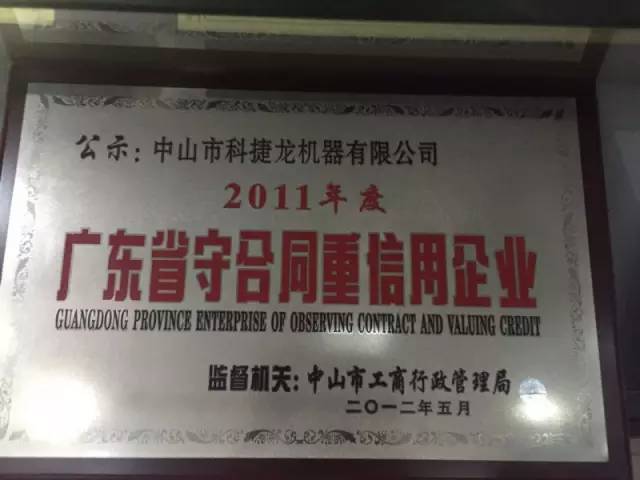 公示：中山市科捷龙机器有限公司
2011年度
广东省守合同重信用企业
GUANGDONG PROVINCE ENTERPRISE OF OBSERVING CONTRACT AND VALUING CREDIT
监督机关：中山市工商行政管理局
二〇一二年五月